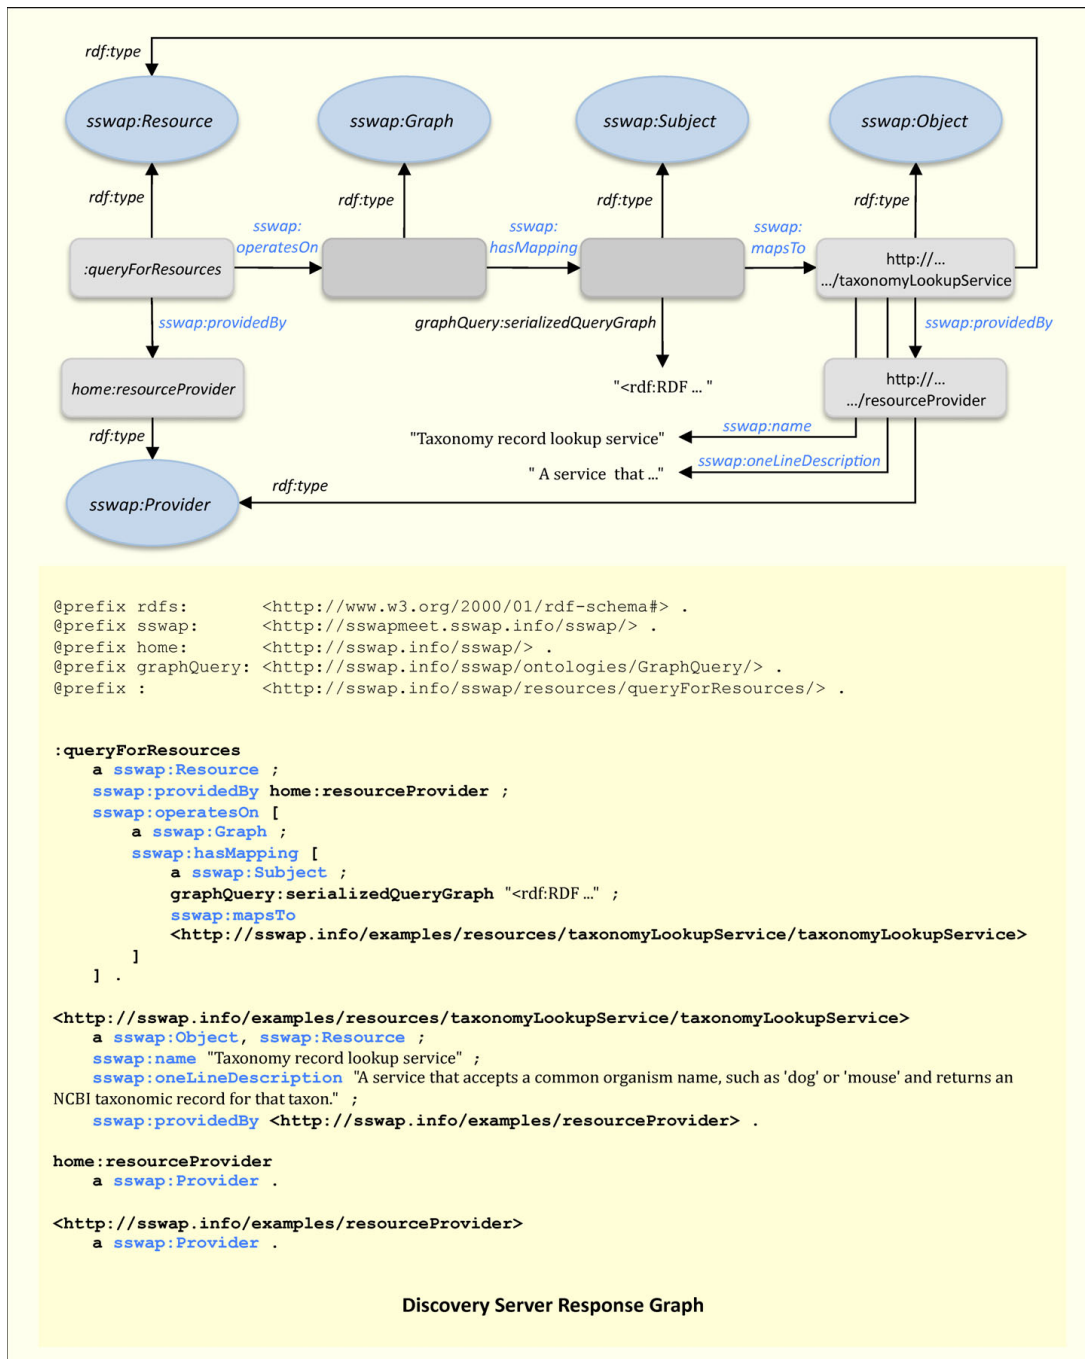 rdf:type
sswap:Resource
sswap:Graph
sswap:Subject
sswap:Object
rdf:type
rdf:type
rdf:type
rdf:type
sswap:
operatesOn
sswap:
hasMapping
sswap:
mapsTo
:queryForResources
http://...
.../taxonomyLookupService
sswap:providedBy
graphQuery:serializedQueryGraph
sswap:providedBy
home:resourceProvider
"<rdf:RDF ... "
http://...
.../resourceProvider
rdf:type
"Taxonomy record lookup service"
sswap:name
" A service that ..."
sswap:oneLineDescription
rdf:type
sswap:Provider
@prefix rdfs: <http://www.w3.org/2000/01/rdf-schema#> .
@prefix sswap: <http://sswapmeet.sswap.info/sswap/> .
@prefix home: <http://sswap.info/sswap/> .
@prefix graphQuery: <http://sswap.info/sswap/ontologies/GraphQuery/> .
@prefix : <http://sswap.info/sswap/resources/queryForResources/> .
:queryForResources
a sswap:Resource ;
sswap:providedBy home:resourceProvider ;
sswap:operatesOn [
a sswap:Graph ;
sswap:hasMapping [
a sswap:Subject ;
graphQuery:serializedQueryGraph "<rdf:RDF ..." ;
sswap:mapsTo
<http://sswap.info/examples/resources/taxonomyLookupService/taxonomyLookupService>
]
] .
<http://sswap.info/examples/resources/taxonomyLookupService/taxonomyLookupService>
a sswap:Object, sswap:Resource ;
sswap:name "Taxonomy record lookup service" ;
sswap:oneLineDescription "A service that accepts a common organism name, such as 'dog' or 'mouse' and returns an
NCBI taxonomic record for that taxon." ;
sswap:providedBy <http://sswap.info/examples/resourceProvider> .
home:resourceProvider
a sswap:Provider .
<http://sswap.info/examples/resourceProvider>
a sswap:Provider .
Discovery Server Response Graph